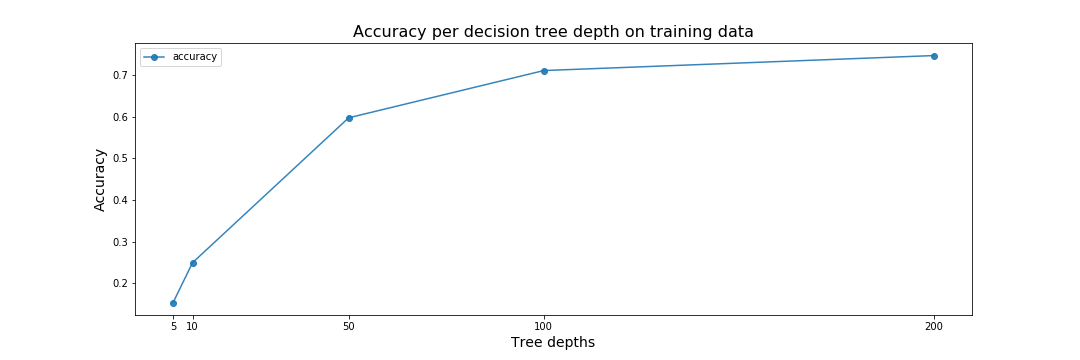 Accuracy per decision tree depth on training data
accuracy
Accuracy
0.7
0.6
0.5
0.4
0.3
0.2
5 10 50 100 200
Tree depths